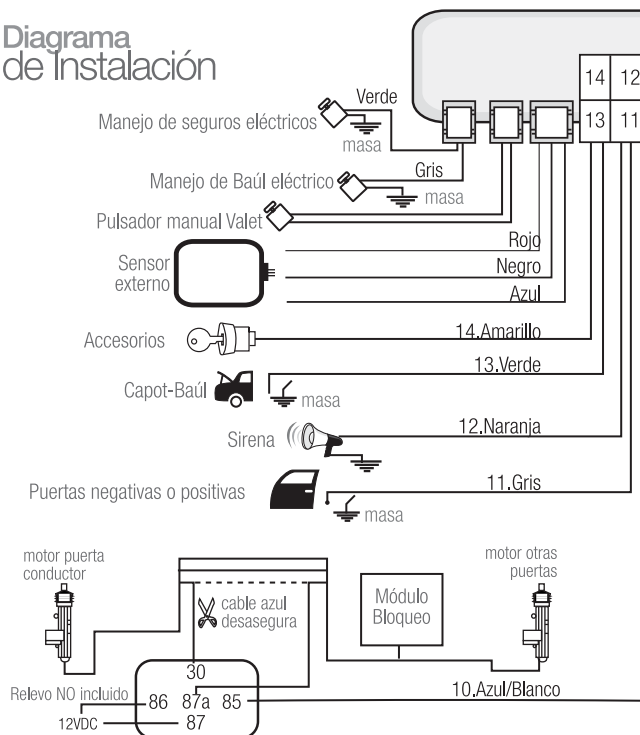 Diagrama
de Instalación
14 12
13 11
Verde
Manejo de seguros eléctricos
masa
Gris
Manejo de Baúl eléctrico
masa
Pulsador manual Valet
Rojo
Sensor
externo
Negro
Azul
Accesorios
14.Amarillo
13.Verde
Capot-Baúl
masa
12.Naranja
Sirena
11.Gris
Puertas negativas o positivas
masa
motor puerta
conductor
motor otras
puertas
cable azul
desasegura
Módulo
Bloqueo
30
Relevo NO incluido
86 87a 85
10.Azul/Blanco
12VDC
87